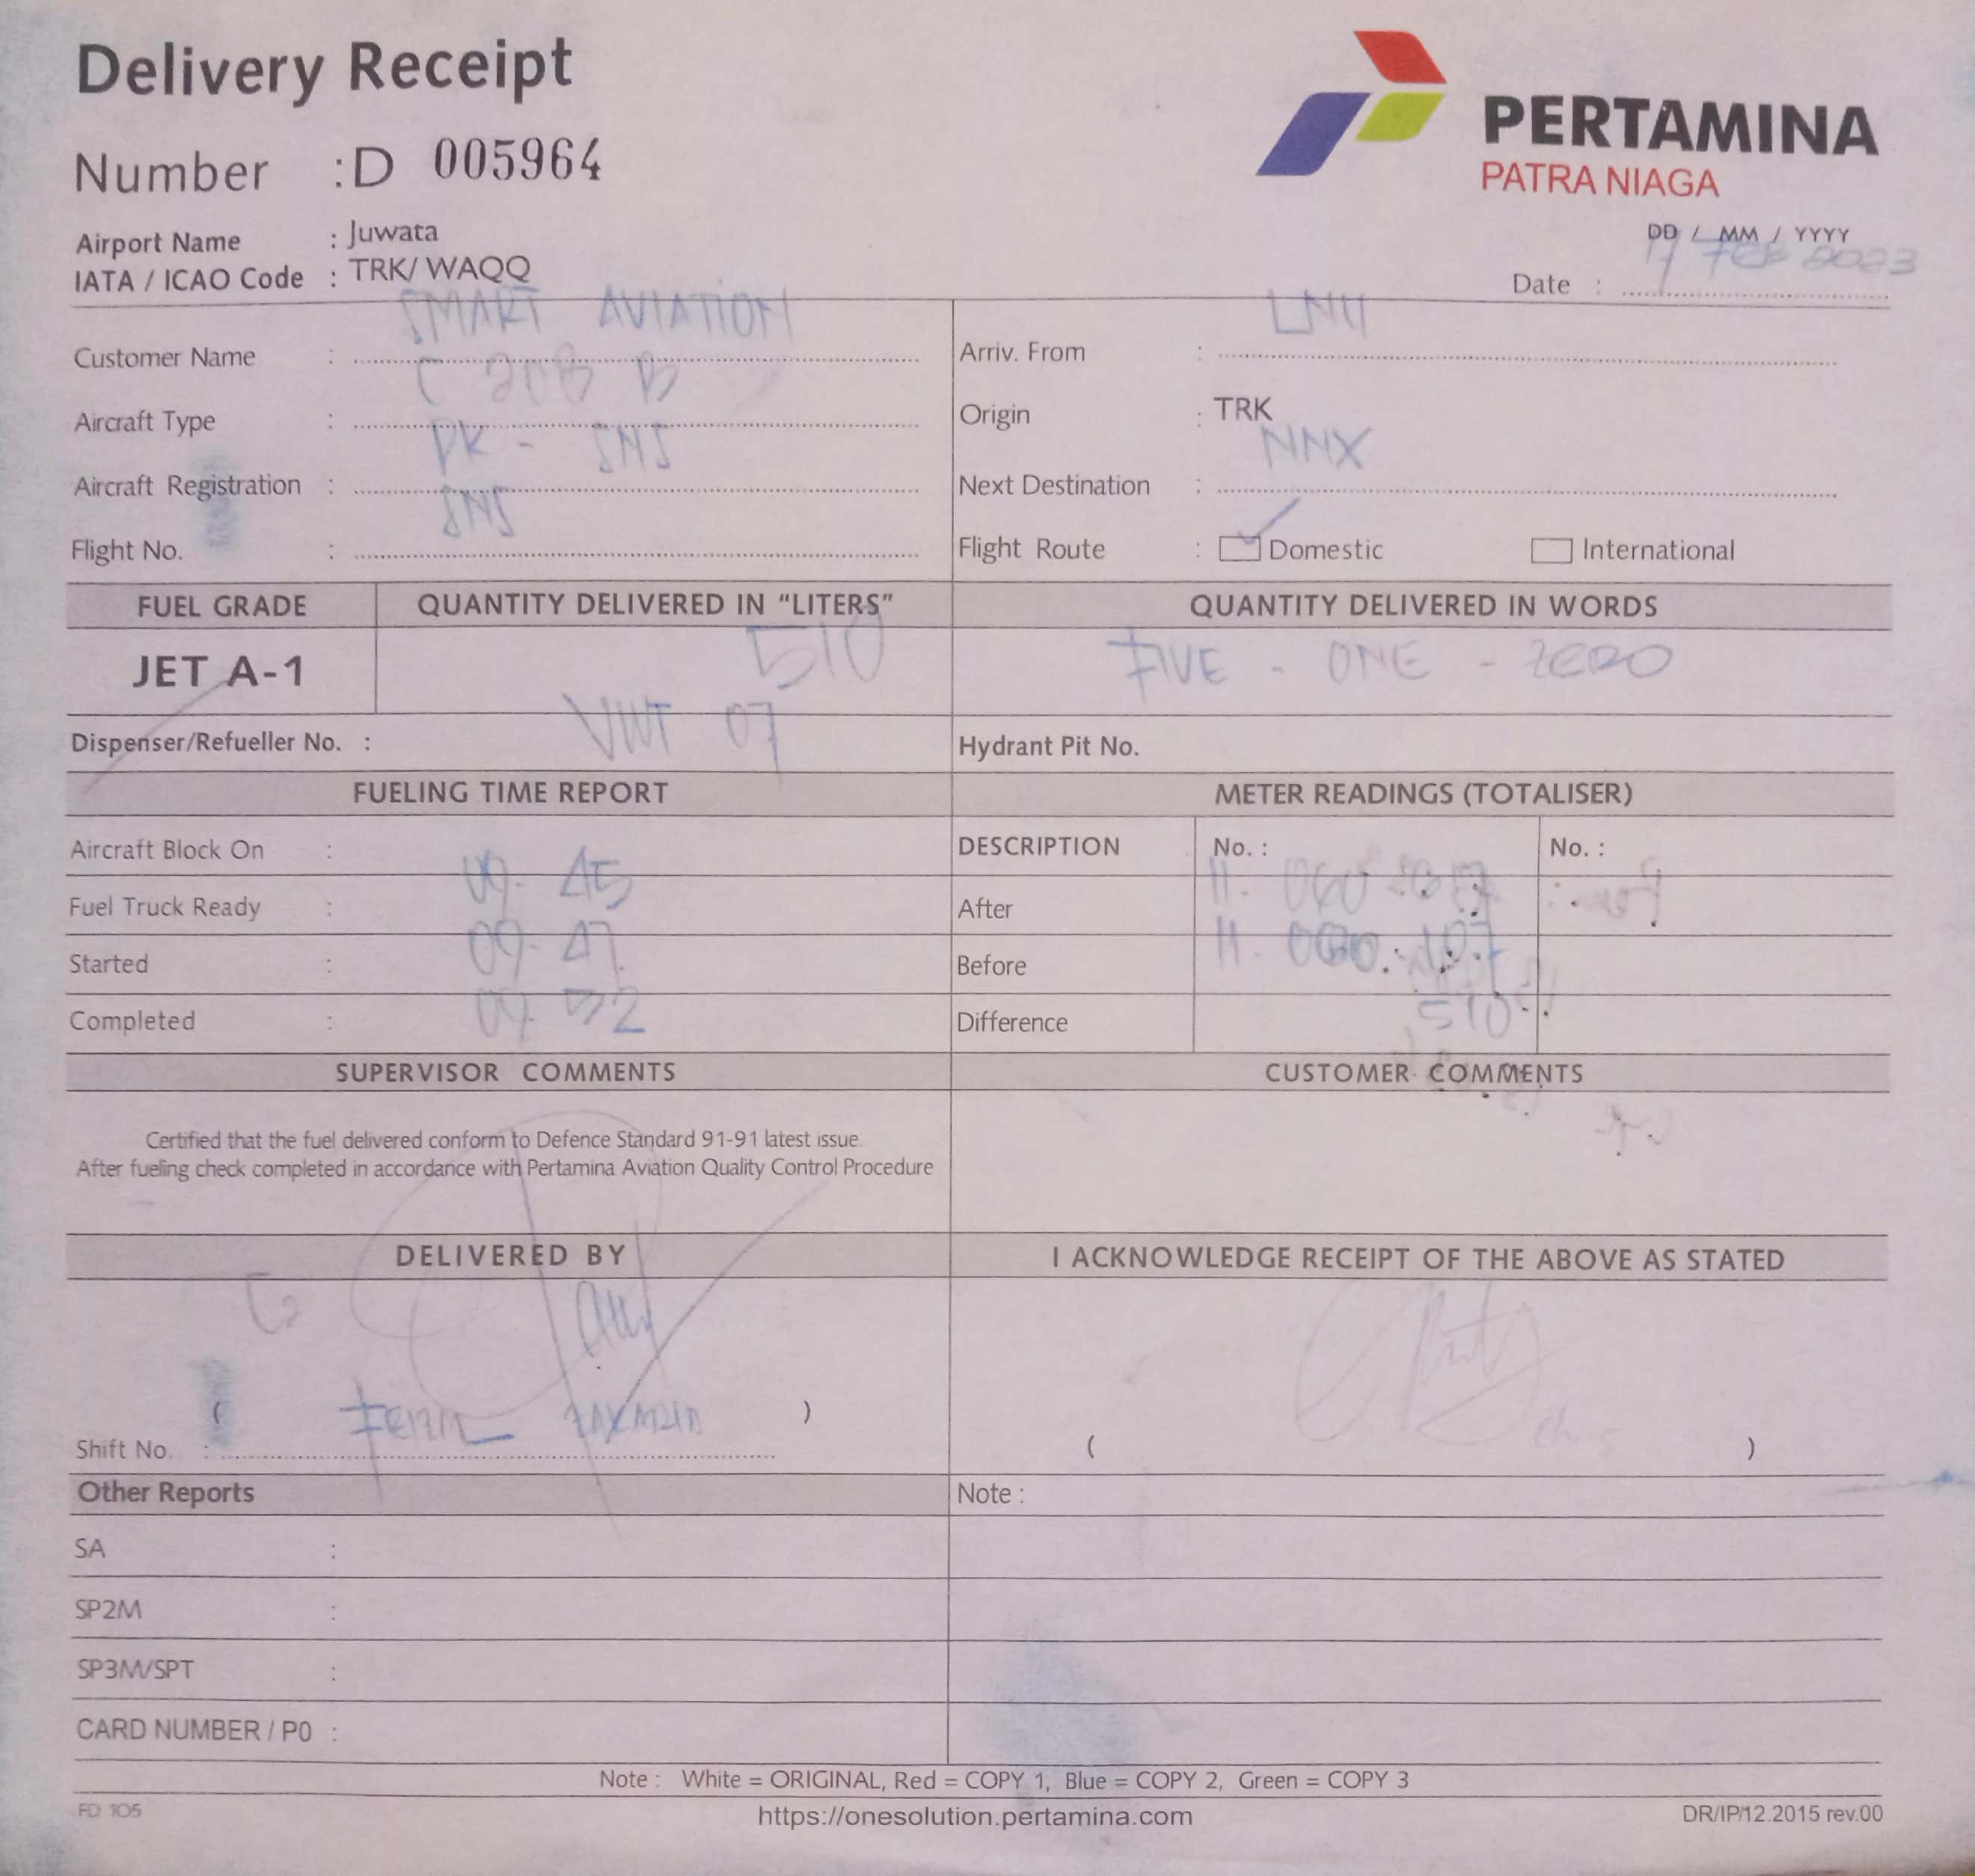 Delivery Receipt
Number : D 005964
PERTAMINA
PATRA NIAGA
Airport Name : Juwata
IATA / ICAO Code : TRK/ WAQQ
DD / MM / YYYY
Date : 17 FEB 2023
Customer Name : SMART AVIATION
Aircraft Type : C 208 B
Aircraft Registration : PK - SNS
Flight No. : SNS
Arriv. From :
Origin : TRK
Next Destination : NNX
Flight Route : Domestic International
FUEL GRADE QUANTITY DELIVERED IN “LITERS” QUANTITY DELIVERED IN WORDS
JET A-1 510 FIVE - ONE - ZERO
Dispenser/Refueller No. : 07 Hydrant Pit No.
FUELING TIME REPORT METER READINGS (TOTALISER)
Aircraft Block On : DESCRIPTION No. : No. :
Fuel Truck Ready : 09. 45 After
Started : 09. 47 Before
Completed : 09. 52 Difference 510
SUPERVISOR COMMENTS CUSTOMER COMMENTS
Certified that the fuel delivered conform to Defence Standard 91-91 latest issue
After fueling check completed in accordance with Pertamina Aviation Quality Control Procedure
DELIVERED BY I ACKNOWLEDGE RECEIPT OF THE ABOVE AS STATED
( )
Shift No. :
( )
Other Reports Note :
SA :
SP2M :
SP3M/SPT :
CARD NUMBER / P0 :
Note : White = ORIGINAL, Red = COPY 1, Blue = COPY 2, Green = COPY 3
FD 105 https://onesolution.pertamina.com DR/IP/12.2015 rev.00